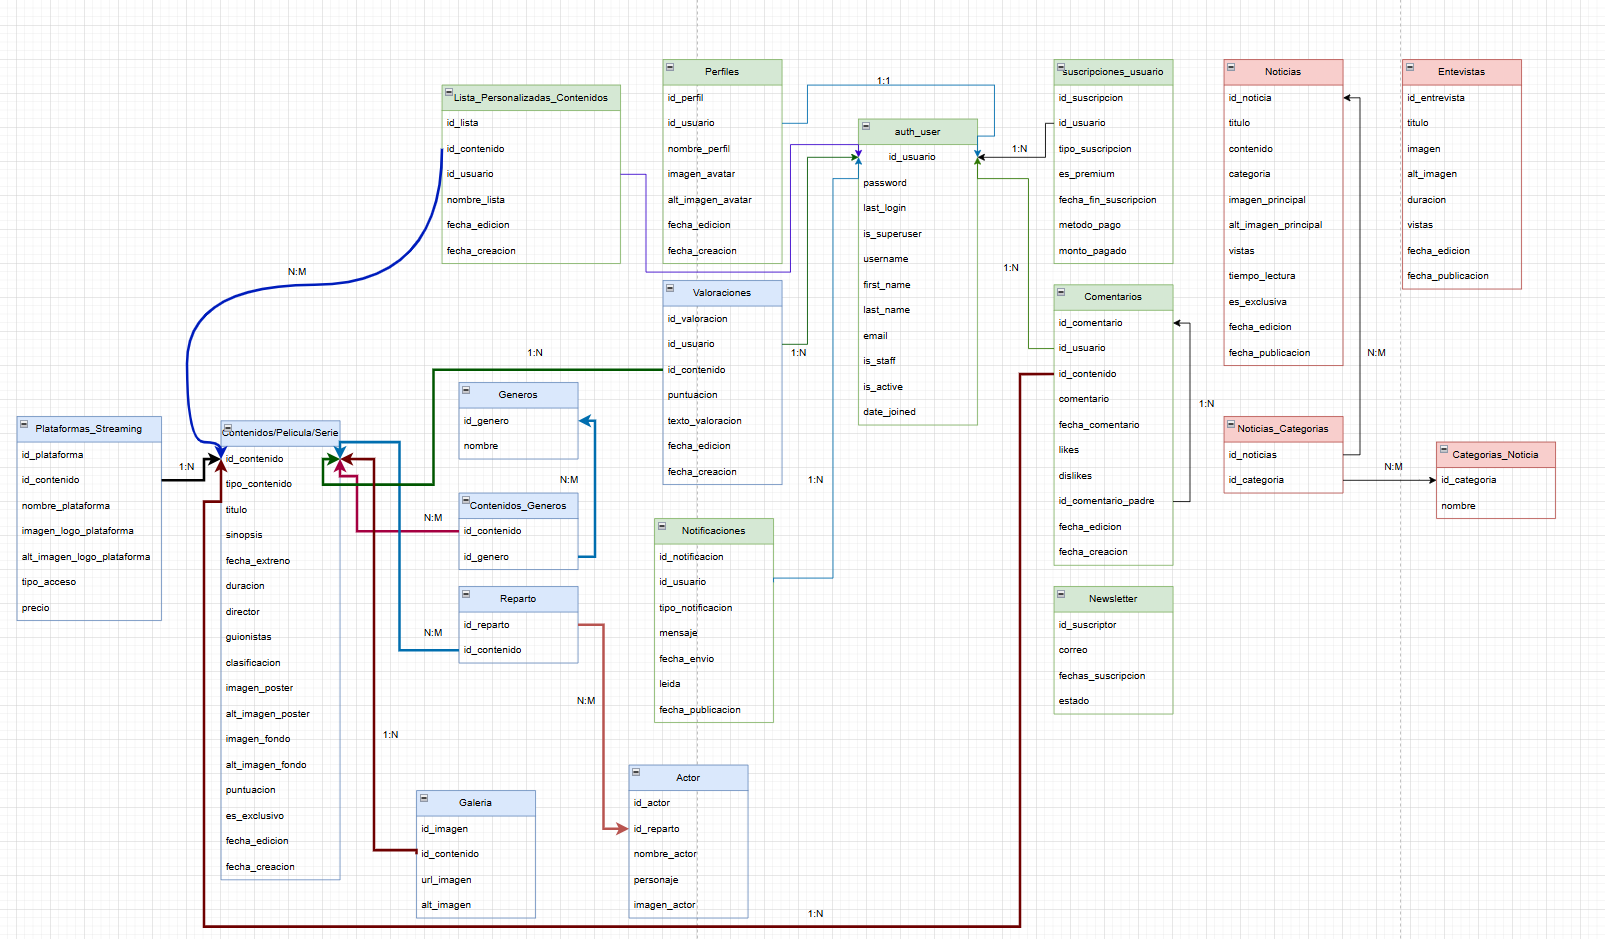 Lista_Personalizadas_Contenidos
id_lista
id_contenido
id_usuario
nombre_lista
fecha_edicion
fecha_creacion
Perfiles
id_perfil
id_usuario
nombre_perfil
imagen_avatar
alt_imagen_avatar
fecha_edicion
fecha_creacion
1:1
auth_user
id_usuario
password
last_login
is_superuser
username
first_name
last_name
email
is_staff
is_active
date_joined
1:N
suscripciones_usuario
id_suscripcion
id_usuario
tipo_suscripcion
es_premium
fecha_fin_suscripcion
metodo_pago
monto_pagado
Noticias
id_noticia
titulo
contenido
categoria
imagen_principal
alt_imagen_principal
vistas
tiempo_lectura
es_exclusiva
fecha_edicion
fecha_publicacion
Entevistas
id_entrevista
titulo
imagen
alt_imagen
duracion
vistas
fecha_edicion
fecha_publicacion
N:M
1:N
Valoraciones
id_valoracion
id_usuario
id_contenido
puntuacion
texto_valoracion
fecha_edicion
fecha_creacion
1:N
1:N
1:N
Comentarios
id_comentario
id_usuario
id_contenido
comentario
fecha_comentario
likes
dislikes
id_comentario_padre
fecha_edicion
fecha_creacion
1:N
N:M
Plataformas_Streaming
id_plataforma
id_contenido
nombre_plataforma
imagen_logo_plataforma
alt_imagen_logo_plataforma
tipo_acceso
precio
1:N
Contenidos/Pelicula/Serie
id_contenido
tipo_contenido
titulo
sinopsis
fecha_extreno
duracion
director
guionistas
clasificacion
imagen_poster
alt_imagen_poster
imagen_fondo
alt_imagen_fondo
puntuacion
es_exclusivo
fecha_edicion
fecha_creacion
Generos
id_genero
nombre
N:M
N:M
Contenidos_Generos
id_contenido
id_genero
Reparto
id_reparto
id_contenido
N:M
N:M
1:N
Notificaciones
id_notificacion
id_usuario
tipo_notificacion
mensaje
fecha_envio
leida
fecha_publicacion
Noticias_Categorias
id_noticias
id_categoria
N:M
Categorias_Noticia
id_categoria
nombre
Newsletter
id_suscriptor
correo
fechas_suscripcion
estado
Galeria
id_imagen
id_contenido
url_imagen
alt_imagen
Actor
id_actor
id_reparto
nombre_actor
personaje
imagen_actor
1:N